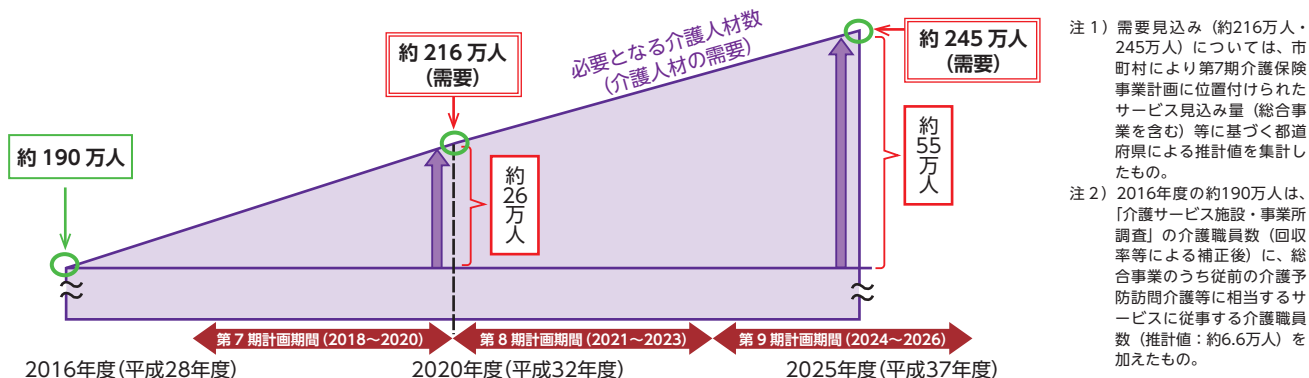 約 190 万人
約 216 万人
(需要)
必要となる介護人材数
(介護人材の需要)
約 245 万人
(需要)
約26万人
約55万人
第 7 期計画期間 (2018～2020)
第 8 期計画期間 (2021～2023)
第 9 期計画期間 (2024～2026)
2016年度(平成28年度)
2020年度(平成32年度)
2025年度(平成37年度)
注 1）需要見込み（約216万人・
245万人）については、市
町村により第7期介護保険
事業計画に位置付けられた
サービス見込み量（総合事
業を含む）等に基づく都道
府県による推計値を集計し
たもの。
注 2）2016年度の約190万人は、
「介護サービス施設・事業所
調査」の介護職員数（回収
率等による補正後）に、総
合事業のうち従前の介護予
防訪問介護等に相当するサ
ービスに従事する介護職員
数（推計値：約6.6万人）を
加えたもの。